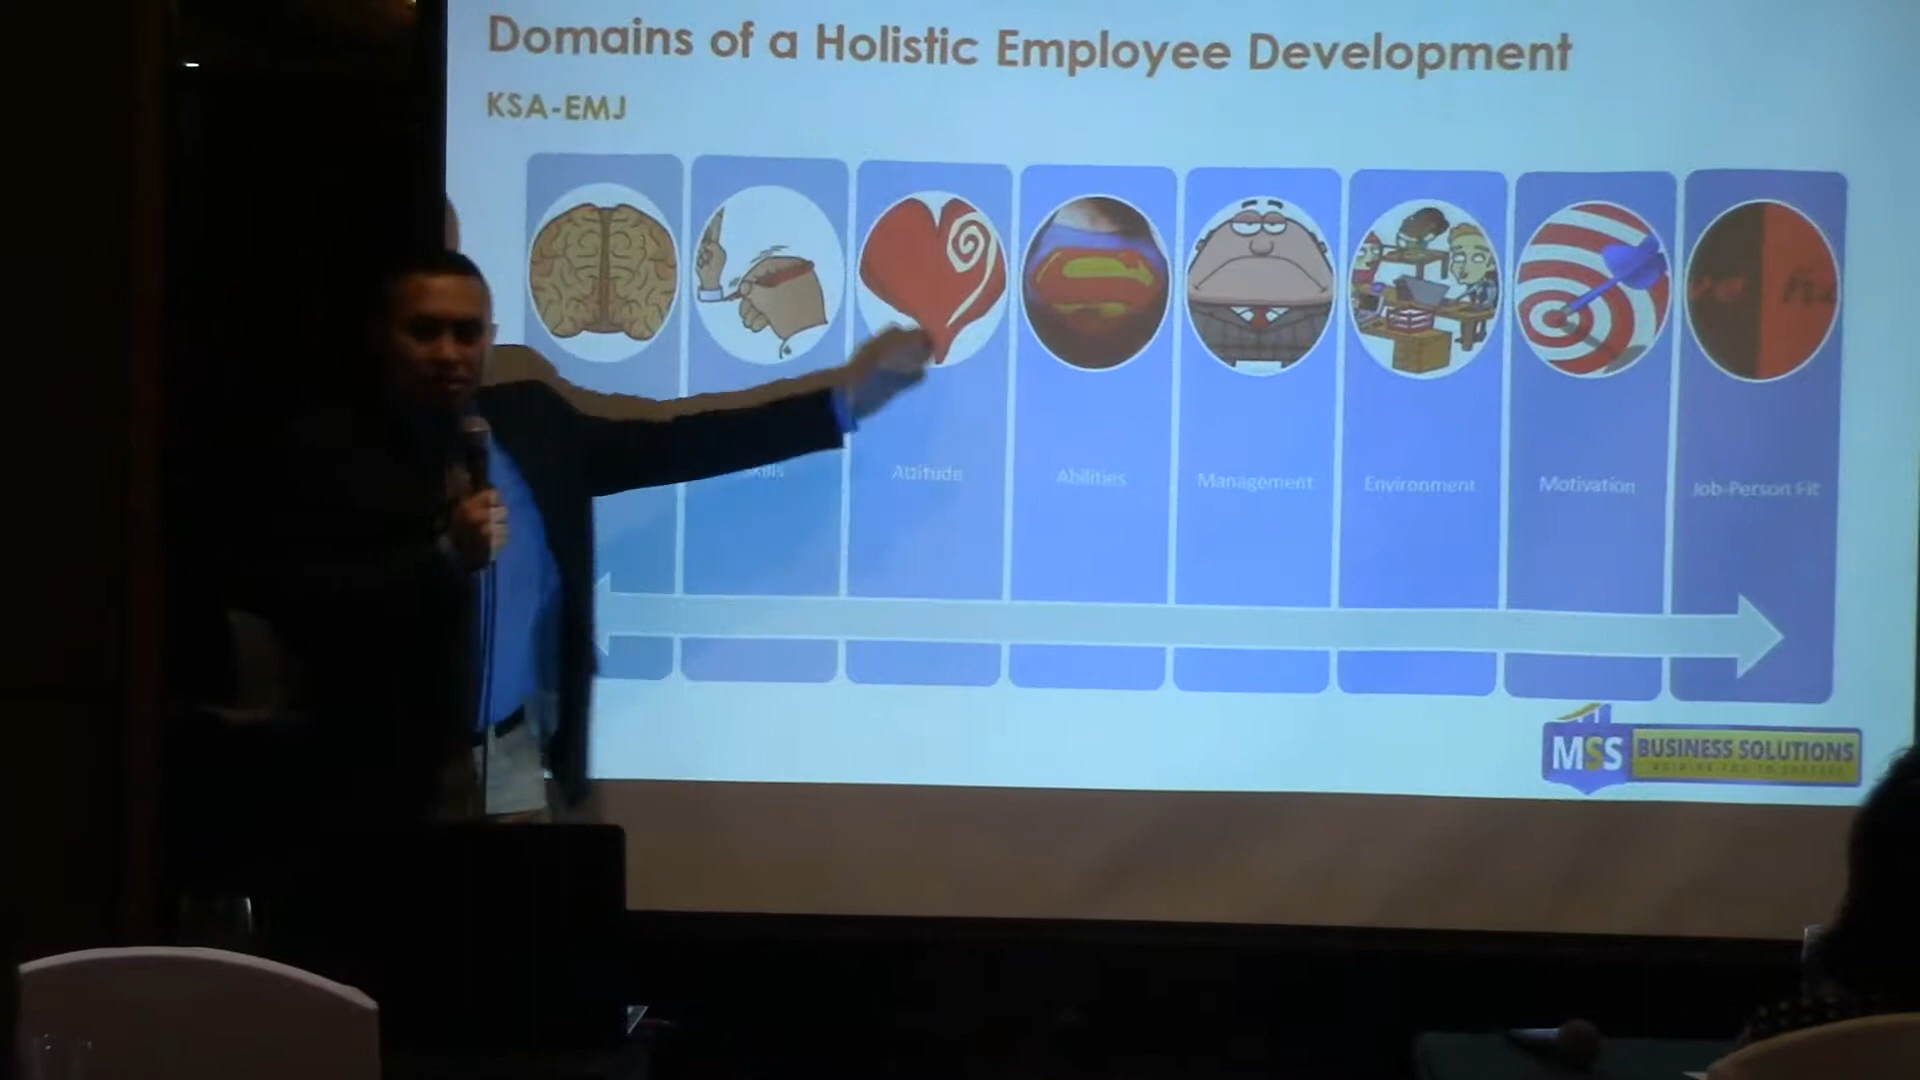 Domains of a Holistic Employee Development
KSA-EMJ
Skills
Attitude
Abilities
Management
Environment
Motivation
Job-Person Fit
MSS
BUSINESS SOLUTIONS